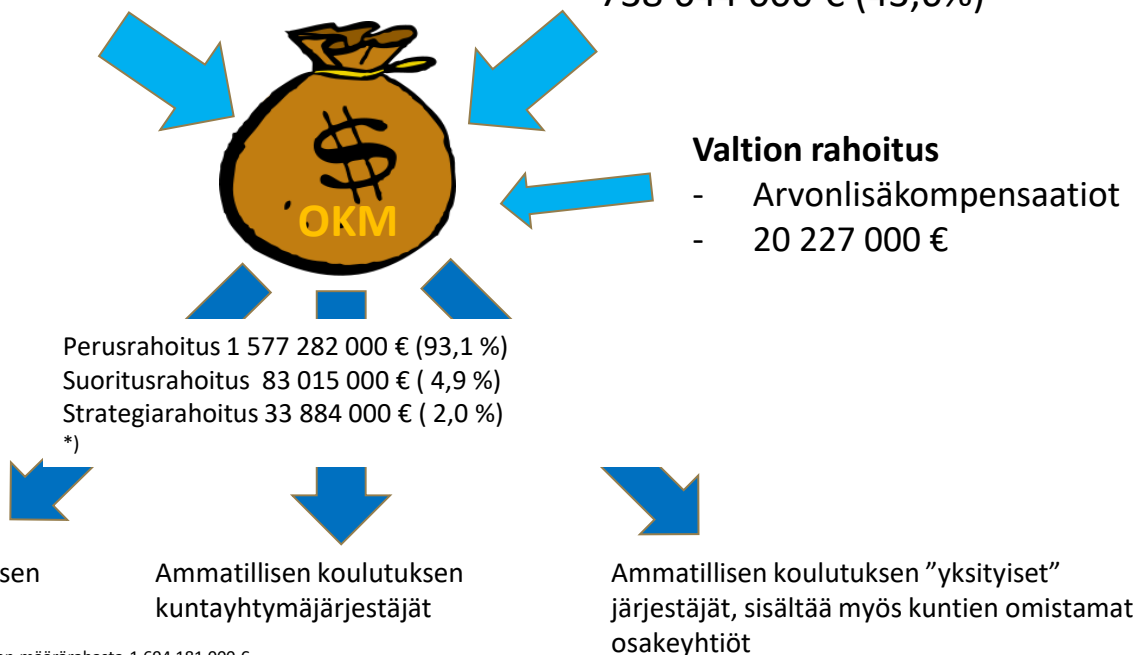 Valtion rahoitus
- Arvonlisäkompensaatiot
- 20 227 000 €
$
OKM
Perusrahoitus 1 577 282 000 € (93,1 %)
Suoritusrahoitus 83 015 000 € ( 4,9 %)
Strategiarahoitus 33 884 000 € ( 2,0 %)
*)
Ammatillisen koulutuksen
kuntayhtymäjärjestäjät
Ammatillisen koulutuksen ”yksityiset”
järjestäjät, sisältää myös kuntien omistamat
osakeyhtiöt